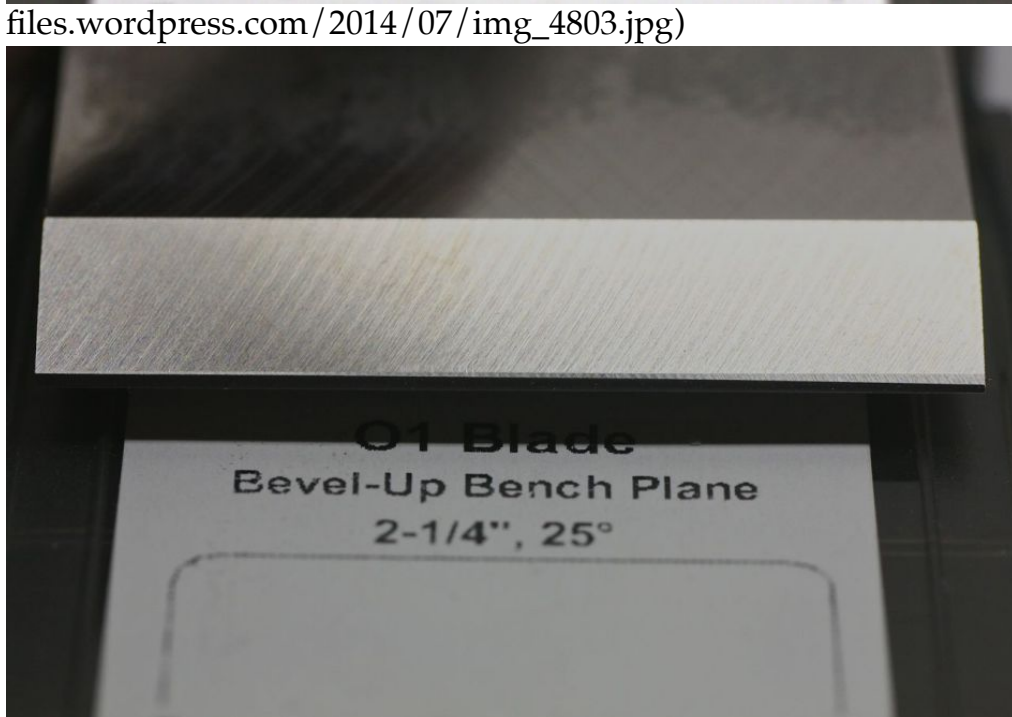 files.wordpress.com/2014/07/img_4803.jpg)
O1 Blade
Bevel-Up Bench Plane
2-1/4", 25°